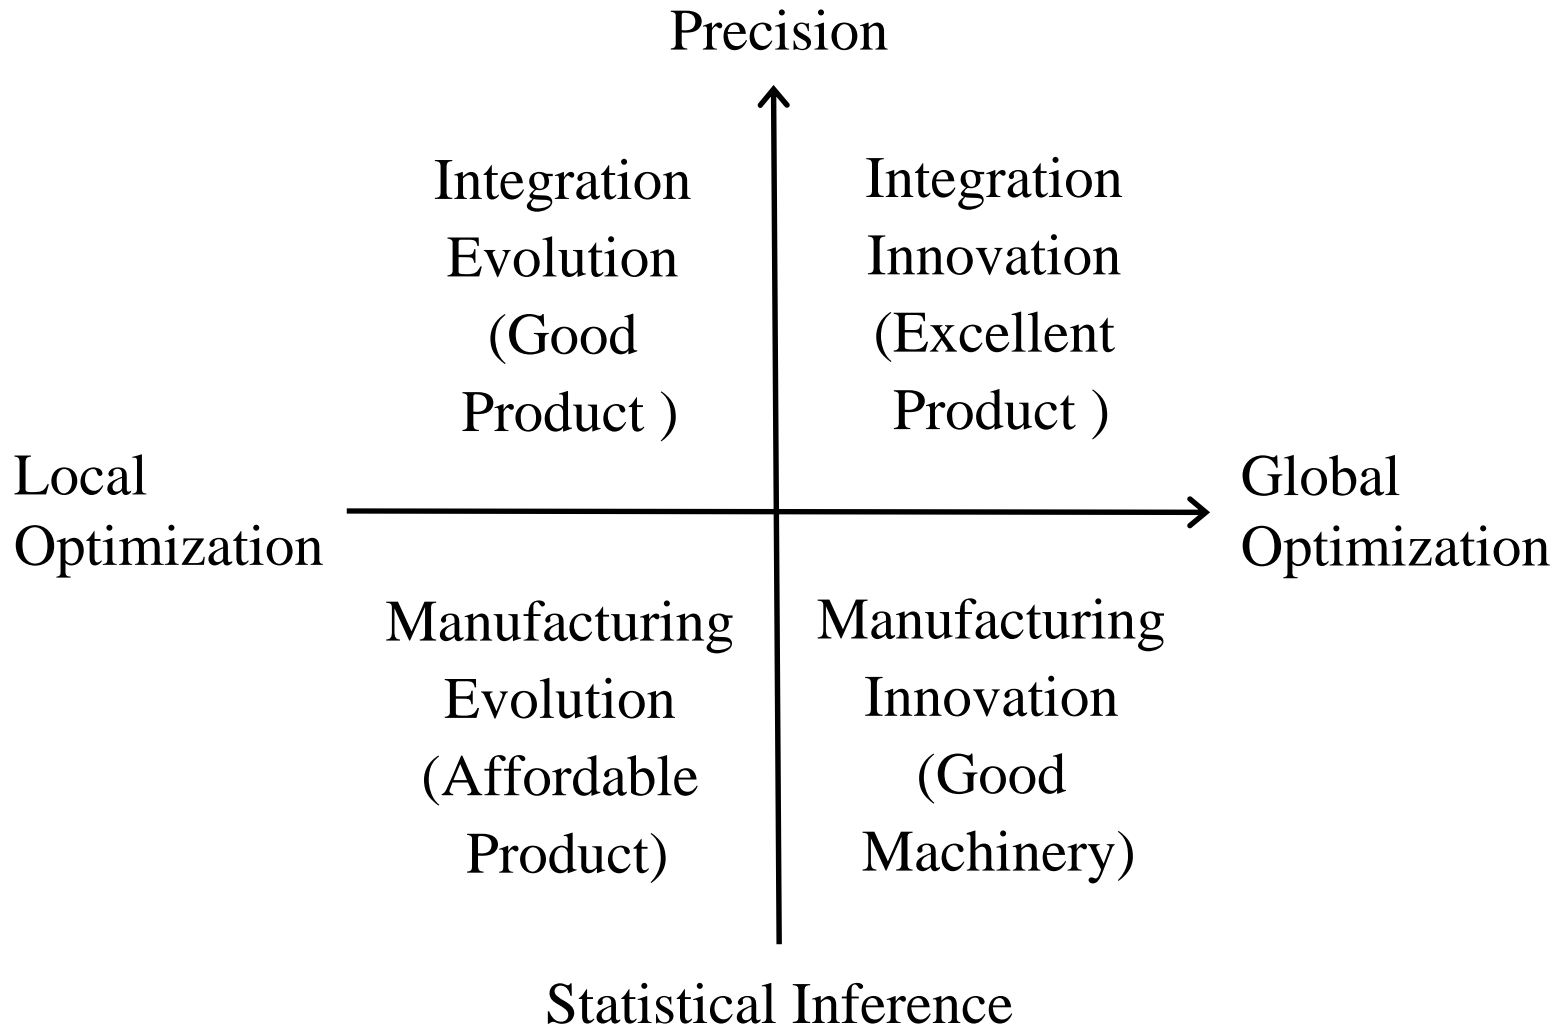 Precision
Integration
Evolution
(Good
Product )
Integration
Innovation
(Excellent
Product )
Local
Optimization
Global
Optimization
Manufacturing
Evolution
(Affordable
Product)
Manufacturing
Innovation
(Good
Machinery)
Statistical Inference